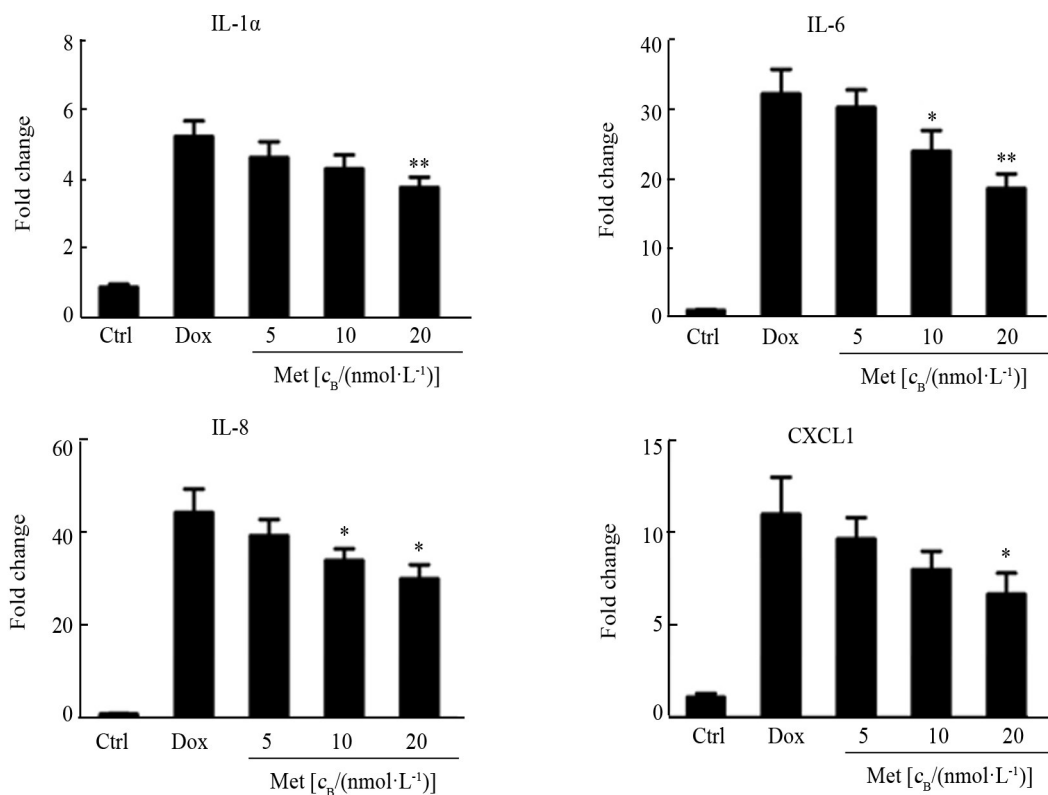 IL-1α
8
6
4
2
0
Fold change
**
Ctrl Dox 5 10 20
Met [cB/(nmol·L-1)]
IL-6
40
30
20
10
0
Fold change
*
**
Ctrl Dox 5 10 20
Met [cB/(nmol·L-1)]
IL-8
60
40
20
0
Fold change
* *
Ctrl Dox 5 10 20
Met [cB/(nmol·L-1)]
CXCL1
15
10
5
0
Fold change
*
Ctrl Dox 5 10 20
Met [cB/(nmol·L-1)]